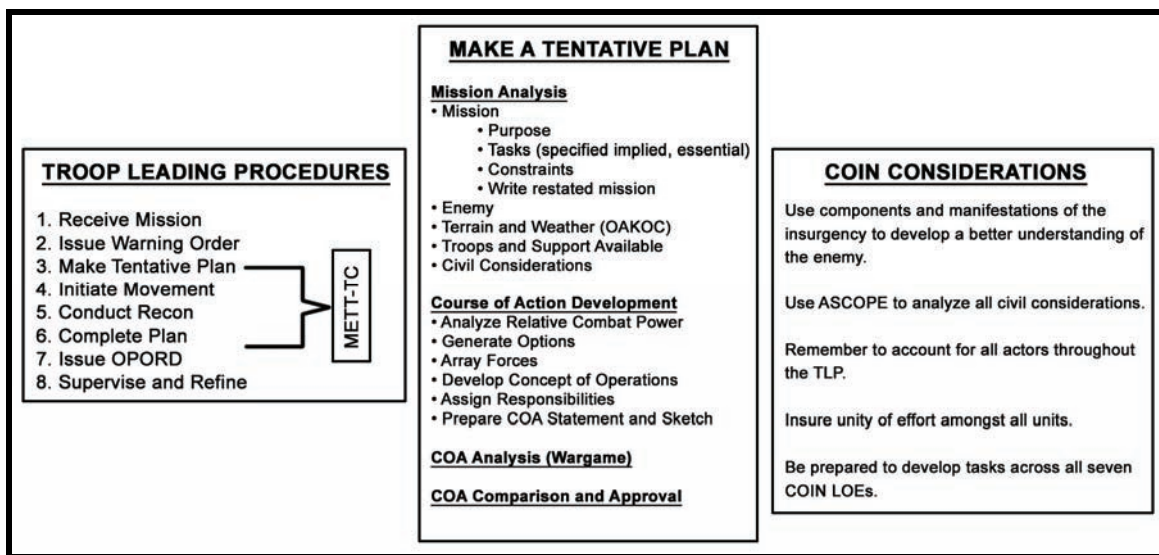 TROOP LEADING PROCEDURES
1. Receive Mission
2. Issue Warning Order
3. Make Tentative Plan
4. Initiate Movement
5. Conduct Recon
6. Complete Plan
7. Issue OPORD
8. Supervise and Refine
METT-TC
MAKE A TENTATIVE PLAN
Mission Analysis
• Mission
• Purpose
• Tasks (specified implied, essential)
• Constraints
• Write restated mission
• Enemy
• Terrain and Weather (OAKOC)
• Troops and Support Available
• Civil Considerations
Course of Action Development
• Analyze Relative Combat Power
• Generate Options
• Array Forces
• Develop Concept of Operations
• Assign Responsibilities
• Prepare COA Statement and Sketch
COA Analysis (Wargame)
COA Comparison and Approval
COIN CONSIDERATIONS
Use components and manifestations of the
insurgency to develop a better understanding of
the enemy.
Use ASCOPE to analyze all civil considerations.
Remember to account for all actors throughout
the TLP.
Insure unity of effort amongst all units.
Be prepared to develop tasks across all seven
COIN LOEs.